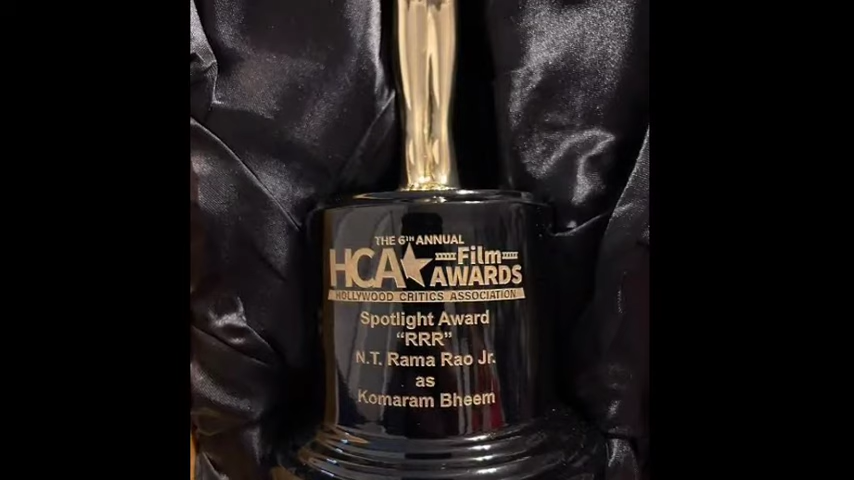 THE 6TH ANNUAL
HCA Film AWARDS
HOLLYWOOD CRITICS ASSOCIATION
Spotlight Award
“RRR”
N.T. Rama Rao Jr.
as
Komaram Bheem